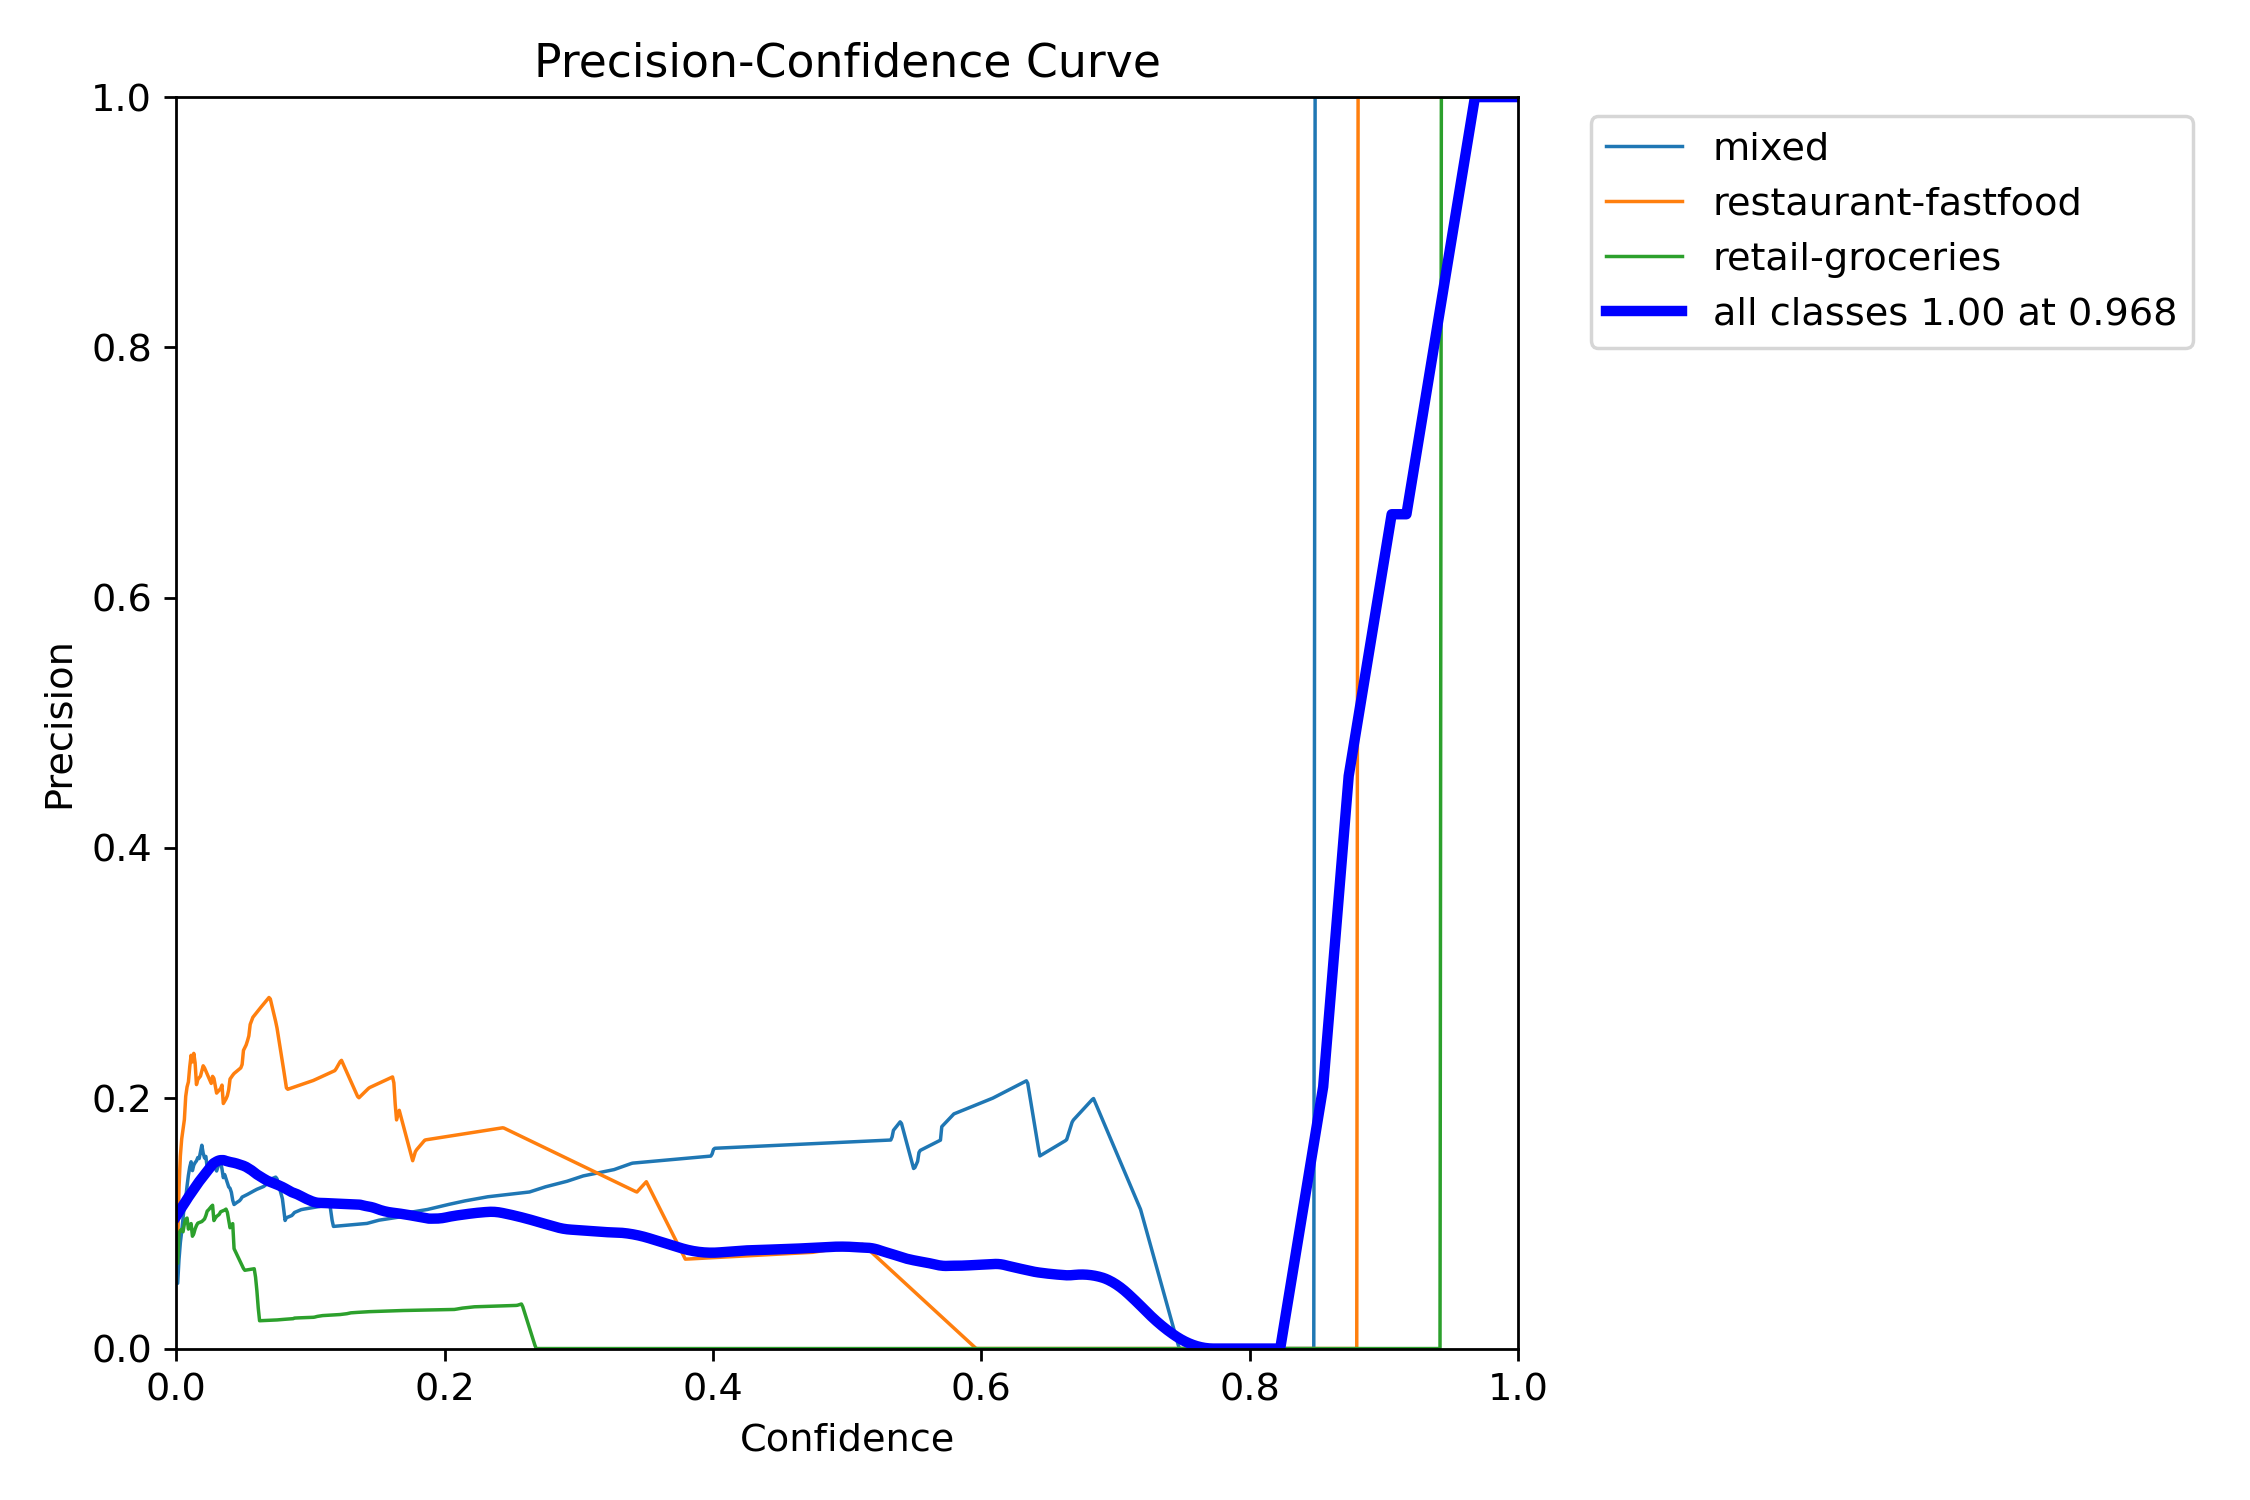 Precision-Confidence Curve
1.0
0.8
0.6
0.4
0.2
0.0
Precision
0.0 0.2 0.4 0.6 0.8 1.0
Confidence
mixed
restaurant-fastfood
retail-groceries
all classes 1.00 at 0.968